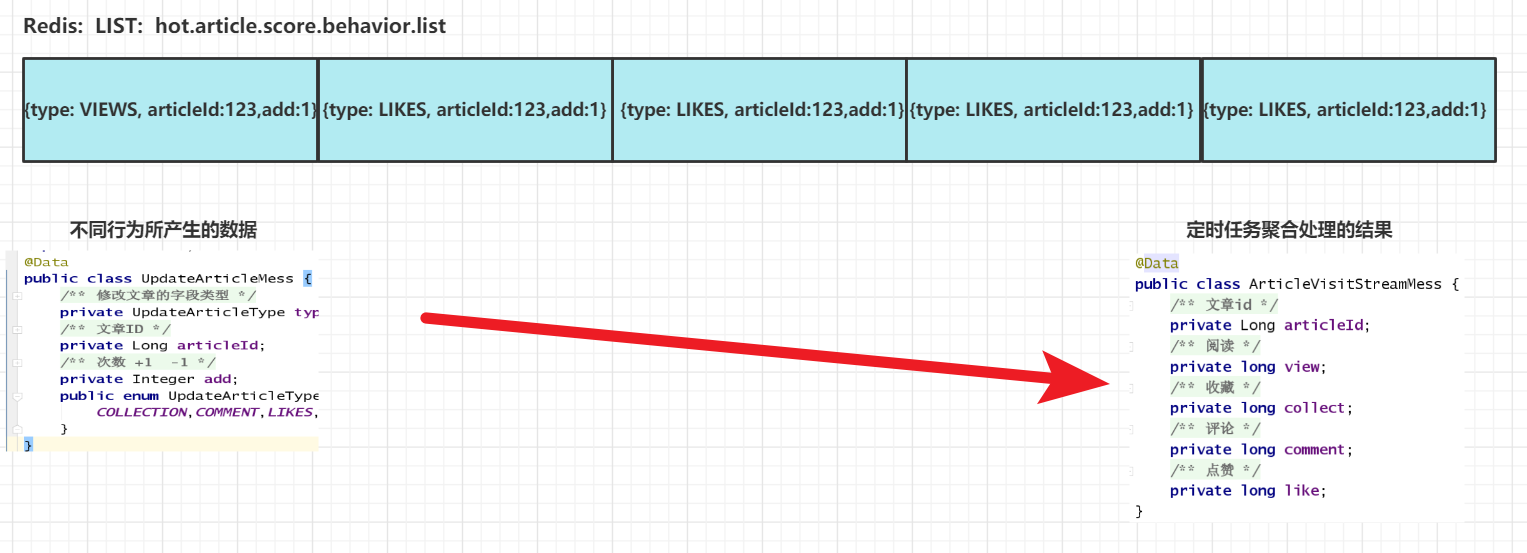 Redis: LIST: hot.article.score.behavior.list
{type: VIEWS, articleId:123,add:1} {type: LIKES, articleId:123,add:1} {type: LIKES, articleId:123,add:1} {type: LIKES, articleId:123,add:1} {type: LIKES, articleId:123,add:1}
不同行为所产生的数据
@Data
public class UpdateArticleMess {
/** 修改文章的字段类型 */
private UpdateArticleType typ
/** 文章ID */
private Long articleId;
/** 次数 +1 -1 */
private Integer add;
public enum UpdateArticleType
COLLECTION,COMMENT,LIKES,
}
}
定时任务聚合处理的结果
@Data
public class ArticleVisitStreamMess {
/** 文章id */
private Long articleId;
/** 阅读 */
private long view;
/** 收藏 */
private long collect;
/** 评论 */
private long comment;
/** 点赞 */
private long like;
}